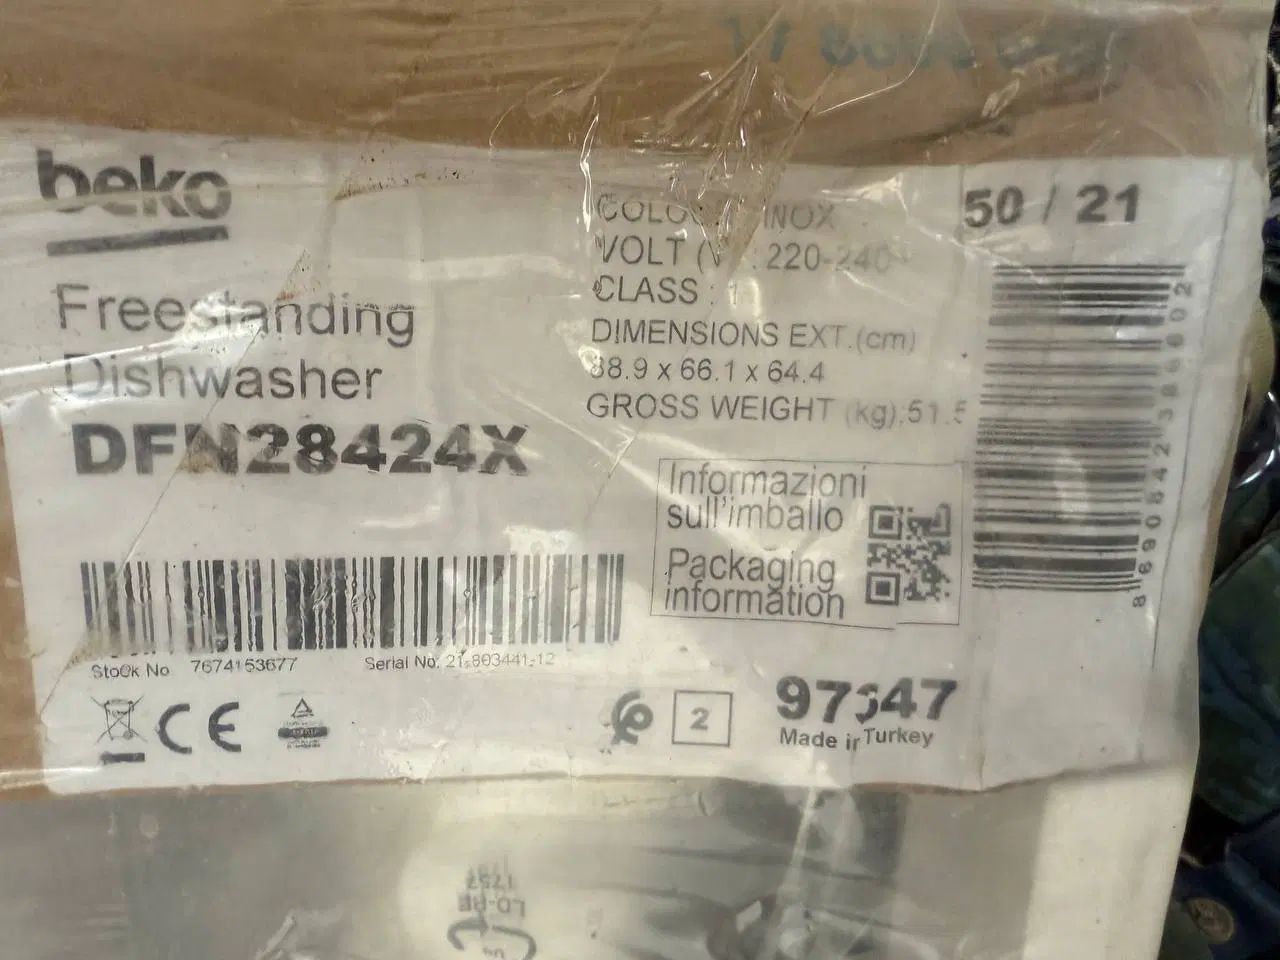 beko
Freestanding
Dishwasher
DFN28424X
COLOUR : INOX
VOLT (V) : 220-240
CLASS : 1
DIMENSIONS EXT.(cm)
88.9 x 66.1 x 64.4
GROSS WEIGHT (kg):51.5
50 / 21
Informazioni
sull'imballo
Packaging
information
Stock No 7674153677
Serial No: 21-803441-12
CE
2
Made in Turkey